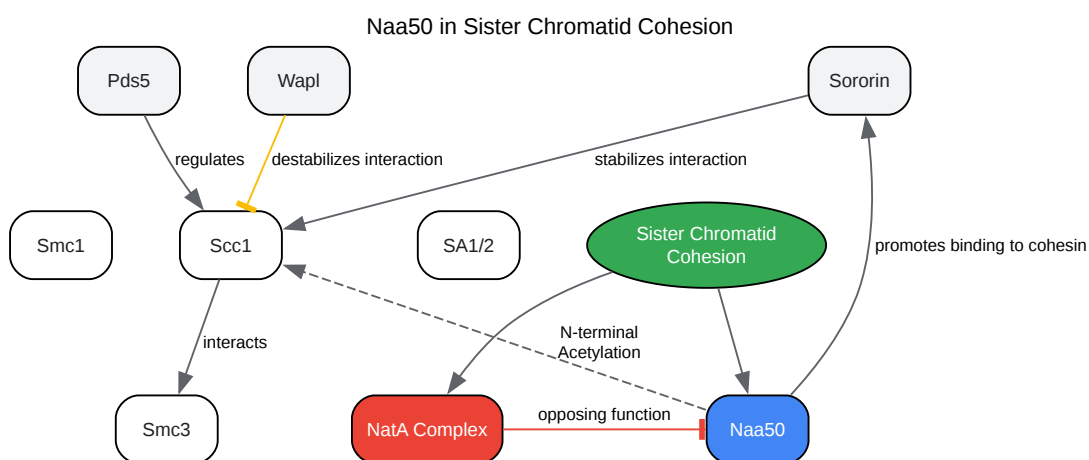 Naa50 in Sister Chromatid Cohesion
Pds5
Wapl
Sororin
regulates
destabilizes interaction
stabilizes interaction
Smc1
Scc1
SA1/2
Sister Chromatid
Cohesion
promotes binding to cohesin
interacts
N-terminal
Acetylation
Smc3
NatA Complex
opposing function
Naa50